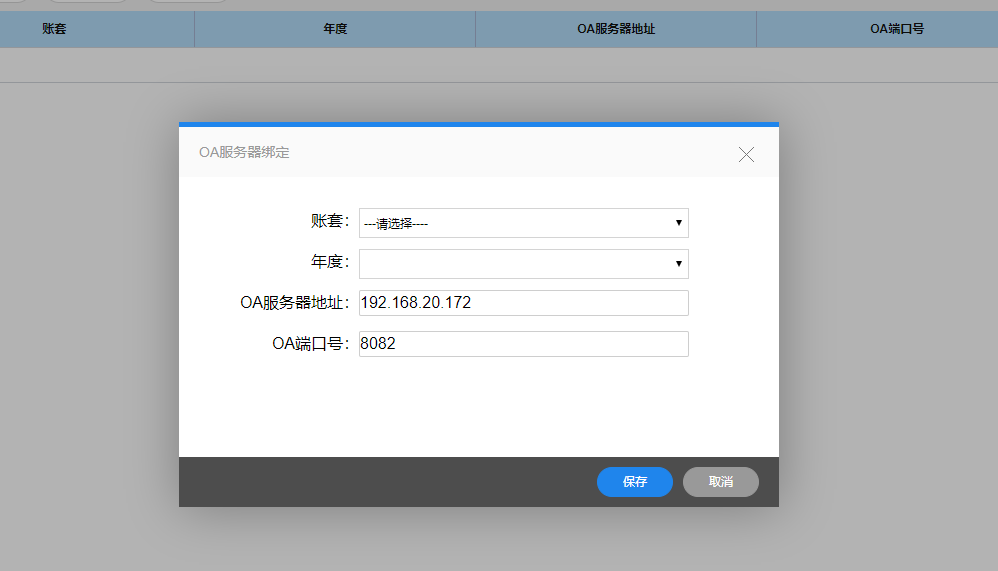 账套 年度 OA服务器地址 OA端口号
OA服务器绑定
账套： ---请选择----
年度：
OA服务器地址： 192.168.20.172
OA端口号： 8082
保存 取消